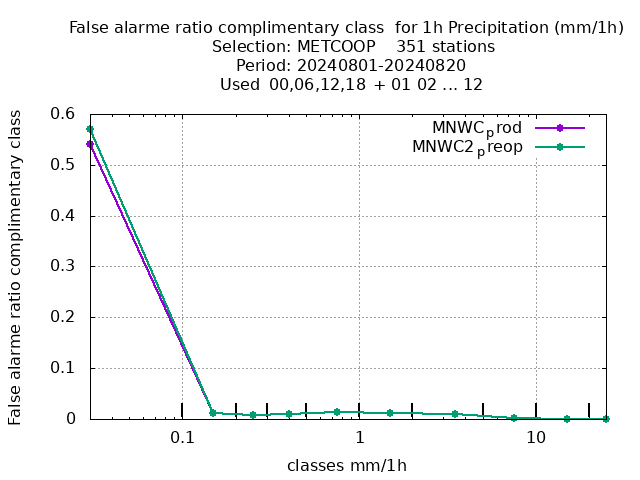 False alarme ratio complimentary class  for 1h Precipitation (mm/1h)
Selection: METCOOP    351 stations
Period: 20240801-20240820
Used 00,06,12,18 + 01 02 ... 12
MNWC_prod
MNWC2_preop
False alarme ratio complimentary class
0.6
0.5
0.4
0.3
0.2
0.1
0
0.1 1 10
classes mm/1h